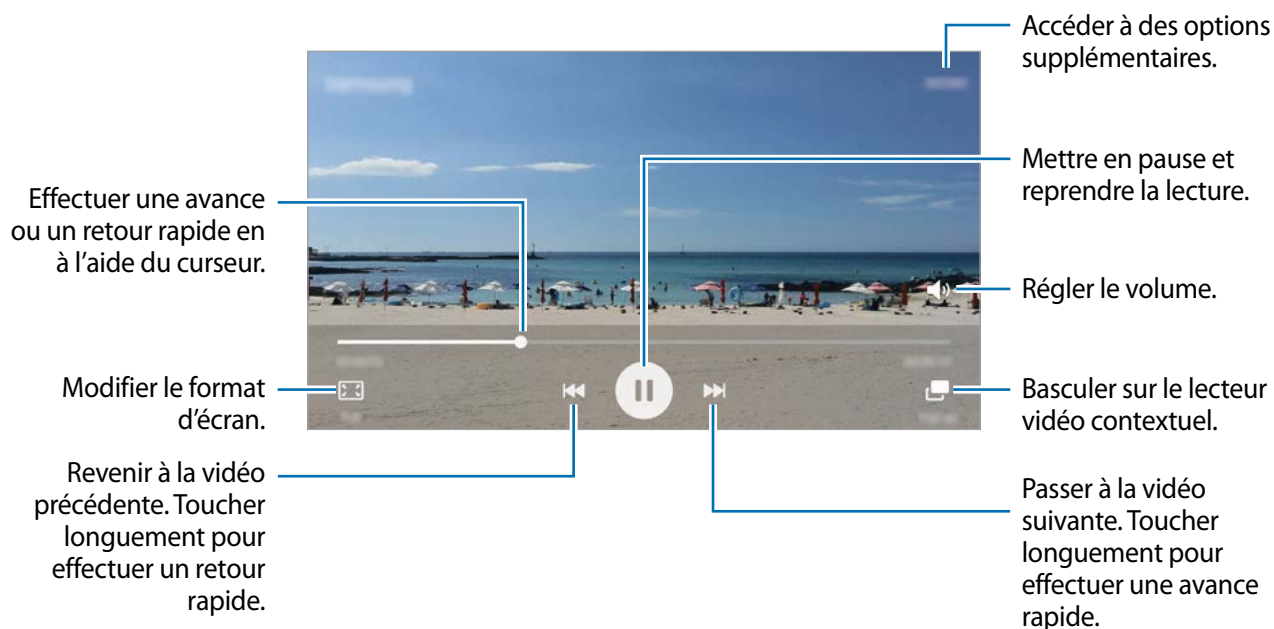 Accéder à des options
supplémentaires.
Mettre en pause et
reprendre la lecture.
Effectuer une avance
ou un retour rapide en
à l'aide du curseur.
Régler le volume.
Modifier le format
d'écran.
Basculer sur le lecteur
vidéo contextuel.
Revenir à la vidéo
précédente. Toucher
longuement pour
effectuer un retour
rapide.
Passer à la vidéo
suivante. Toucher
longuement pour
effectuer une avance
rapide.